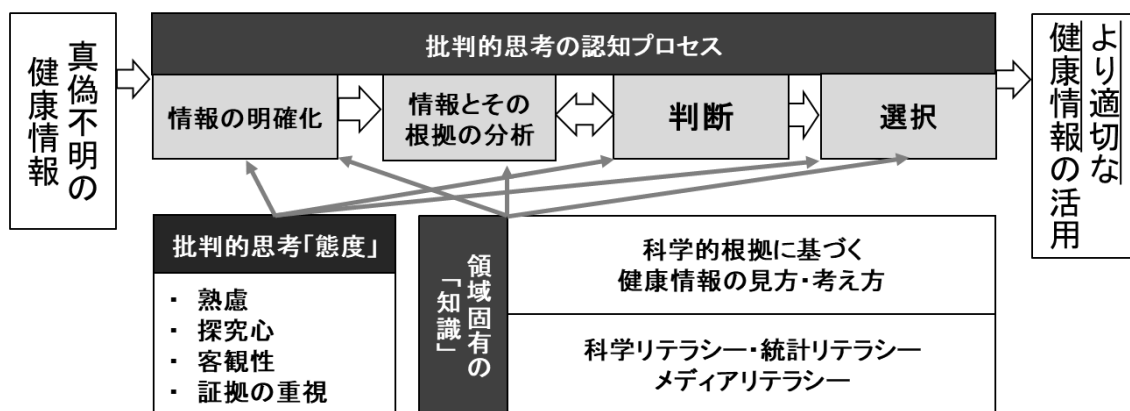 真偽不明の
健康情報
批判的思考の認知プロセス
情報の明確化
情報とその
根拠の分析
判断
選択
より適切な
健康情報の活用
批判的思考「態度」
・ 熟慮
・ 探究心
・ 客観性
・ 証拠の重視
領域固有の
「知識」
科学的根拠に基づく
健康情報の見方・考え方
科学リテラシー・統計リテラシー
メディアリテラシー